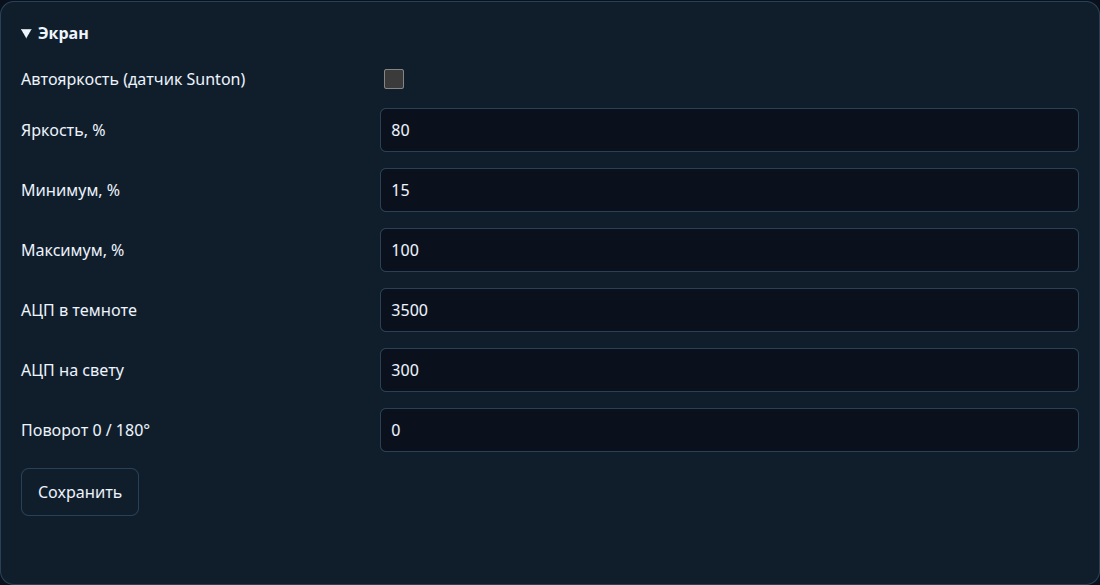 ▼ Экран
Автояркость (датчик Sunton)
Яркость, % 80
Минимум, % 15
Максимум, % 100
АЦП в темноте 3500
АЦП на свету 300
Поворот 0 / 180° 0
Сохранить